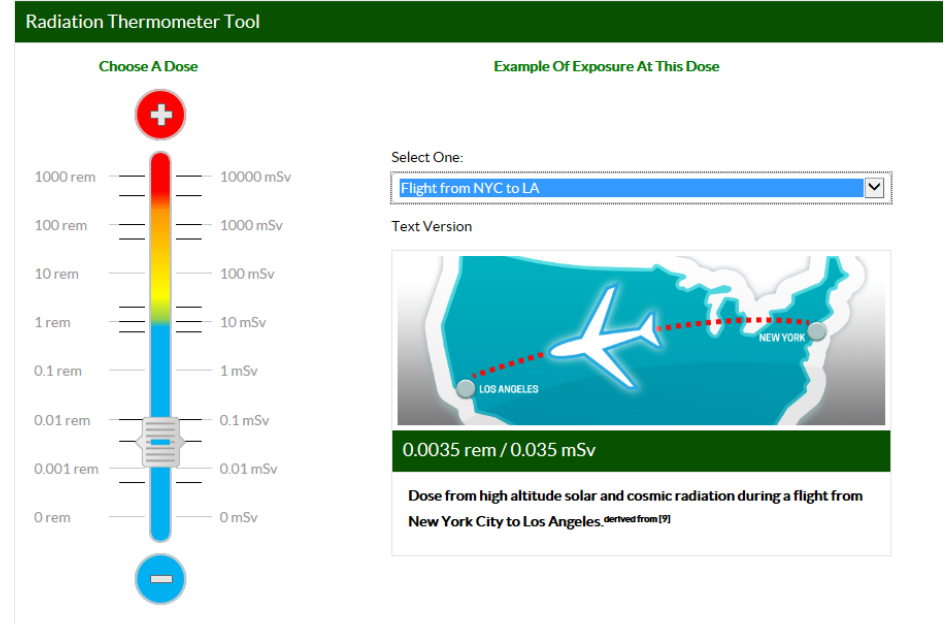 Radiation Thermometer Tool
Choose A Dose
Example Of Exposure At This Dose
Select One:
1000 rem 10000 mSv
Flight from NYC to LA
100 rem 1000 mSv
Text Version
10 rem 100 mSv
1 rem 10 mSv
NEW YORK
0.1 rem 1 mSv
LOS ANGELES
0.01 rem 0.1 mSv
0.0035 rem / 0.035 mSv
0.001 rem 0.01 mSv
Dose from high altitude solar and cosmic radiation during a flight from
New York City to Los Angeles. derived from [9]
0 rem 0 mSv